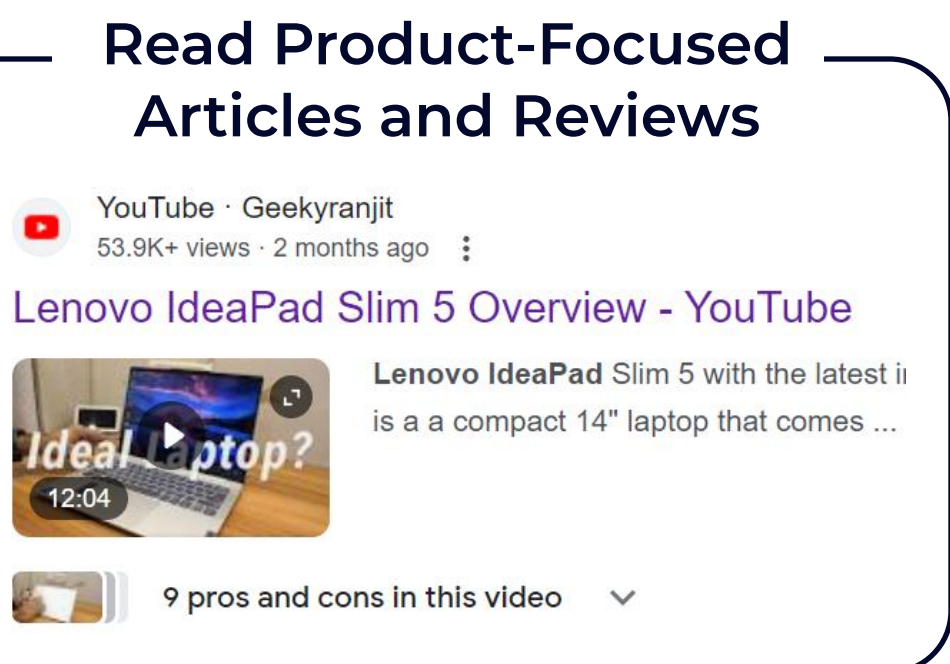 Read Product-Focused
Articles and Reviews
YouTube · Geekyranjit
53.9K+ views · 2 months ago
Lenovo IdeaPad Slim 5 Overview - YouTube
Lenovo IdeaPad Slim 5 with the latest
is a a compact 14" laptop that comes ...
Ideal Laptop?
12:04
9 pros and cons in this video